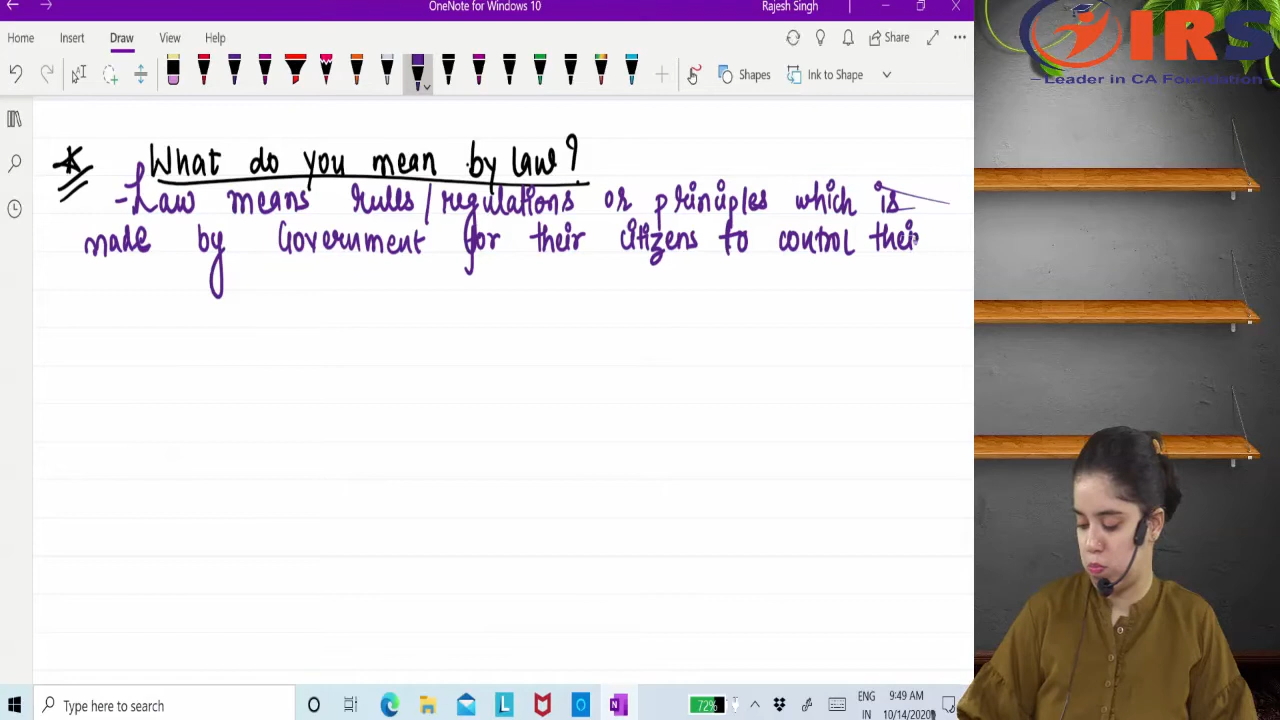 OneNote for Windows 10
Rajesh Singh
Home Insert Draw View Help
Share
Shapes
Ink to Shape
IRS
Leader in CA Foundation
What do you mean by law?
-Law means rules/regulations or principles which is
made by Government for their citizens to control their
Type here to search
72%
ENG
IN
9:49 AM
10/14/2020